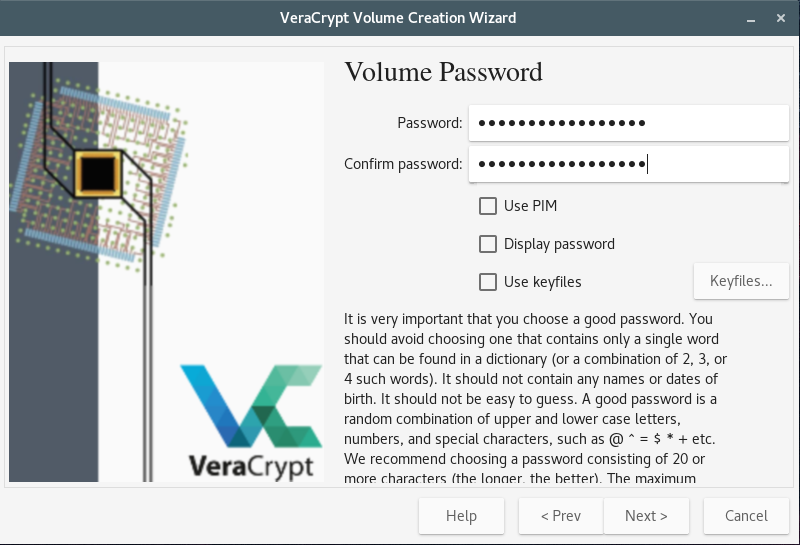 VeraCrypt Volume Creation Wizard
Volume Password
Password: •••••••••••••••••
Confirm password: •••••••••••••••••
Use PIM
Display password
Use keyfiles
Keyfiles...
It is very important that you choose a good password. You
should avoid choosing one that contains only a single word
that can be found in a dictionary (or a combination of 2, 3, or
4 such words). It should not contain any names or dates of
birth. It should not be easy to guess. A good password is a
random combination of upper and lower case letters,
numbers, and special characters, such as @ ^ = $ * + etc.
We recommend choosing a password consisting of 20 or
more characters (the longer, the better). The maximum
VeraCrypt
Help
< Prev
Next >
Cancel